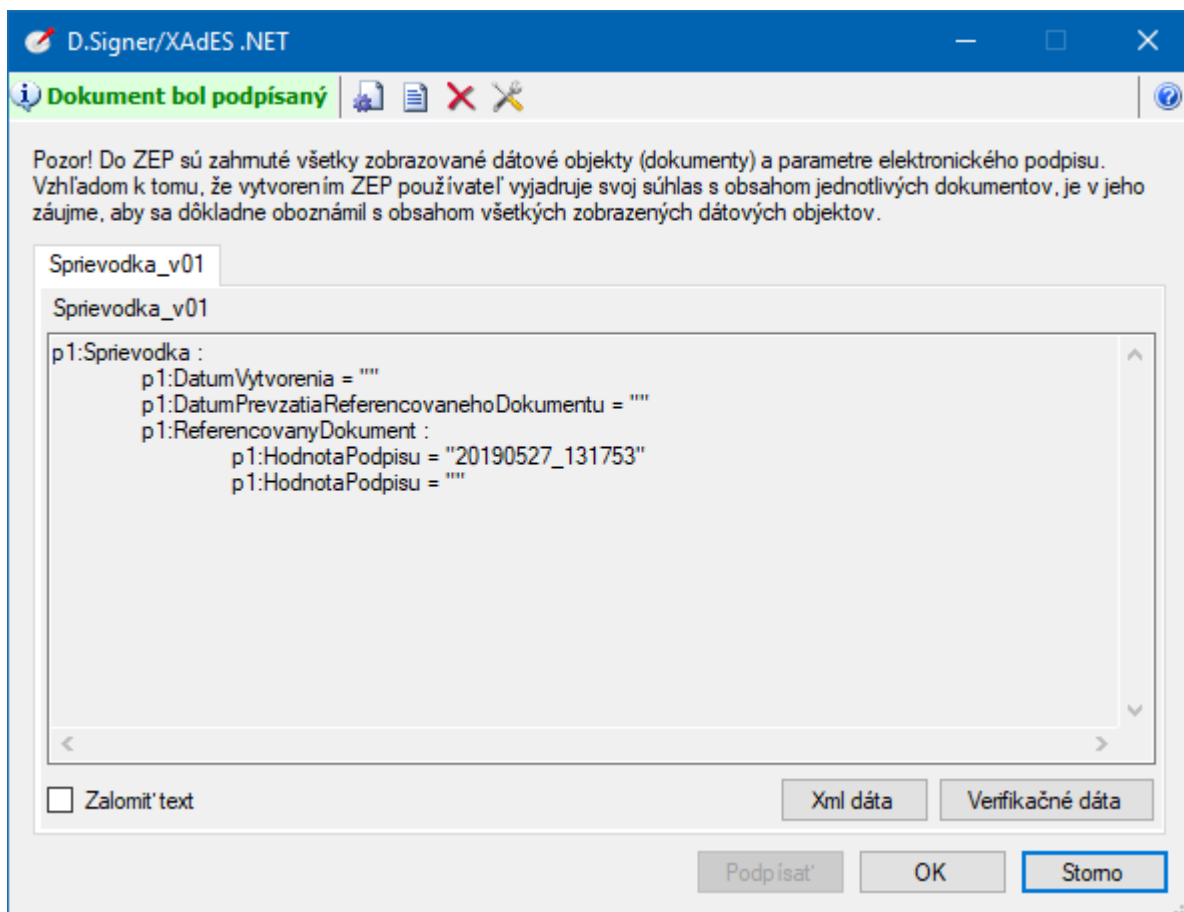 D.Signer/XAdES .NET
Dokument bol podpísaný
Pozor! Do ZEP sú zahrnuté všetky zobrazované dátové objekty (dokumenty) a parametre elektronického podpisu.
Vzhľadom k tomu, že vytvorením ZEP používateľ vyjadruje svoj súhlas s obsahom jednotlivých dokumentov, je v jeho
záujme, aby sa dôkladne oboznámil s obsahom všetkých zobrazených dátových objektov.
Sprievodka_v01
Sprievodka_v01
p1:Sprievodka :
p1:DatumVytvorenia = ""
p1:DatumPrevzatiaReferencovanehoDokumentu = ""
p1:ReferencovanyDokument :
p1:HodnotaPodpisu = "20190527_131753"
p1:HodnotaPodpisu = ""
Zalomiť text
Xml dáta
Verifikačné dáta
Podpísať
OK
Storno